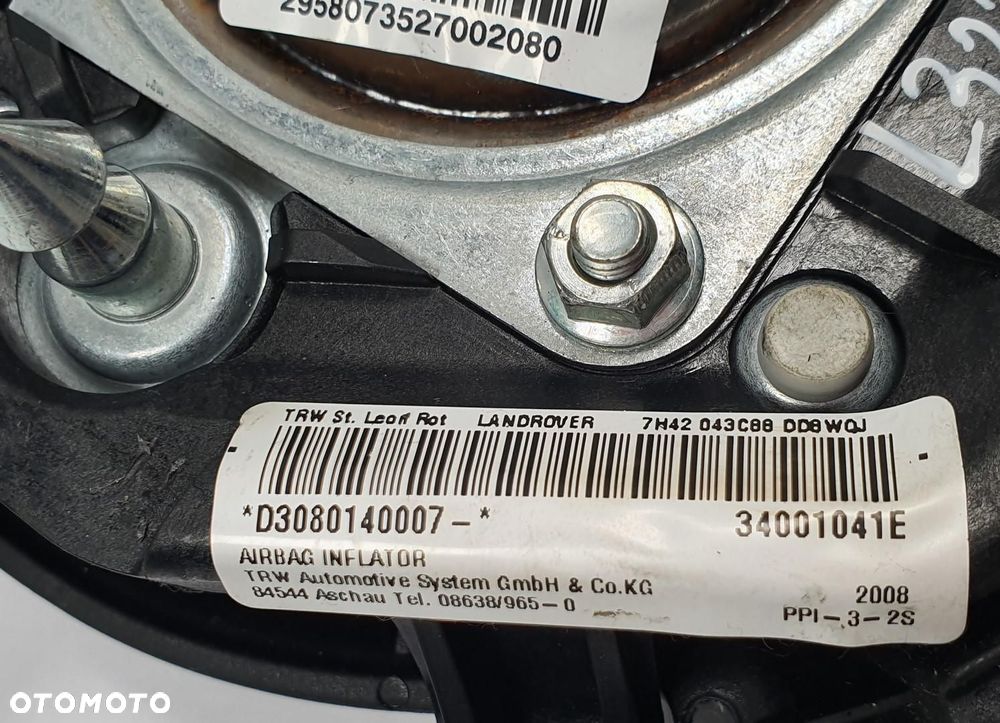 2958073527002080
L322
TRW St. Leon Rot LANDROVER 7H42 043C88 DD8WQJ
*D3080140007-* 34001041E
AIRBAG INFLATOR
TRW Automotive System GmbH & Co.KG
84544 Aschau Tel. 08638/965-0
2008
PPI-3-2S
OTOMOTO